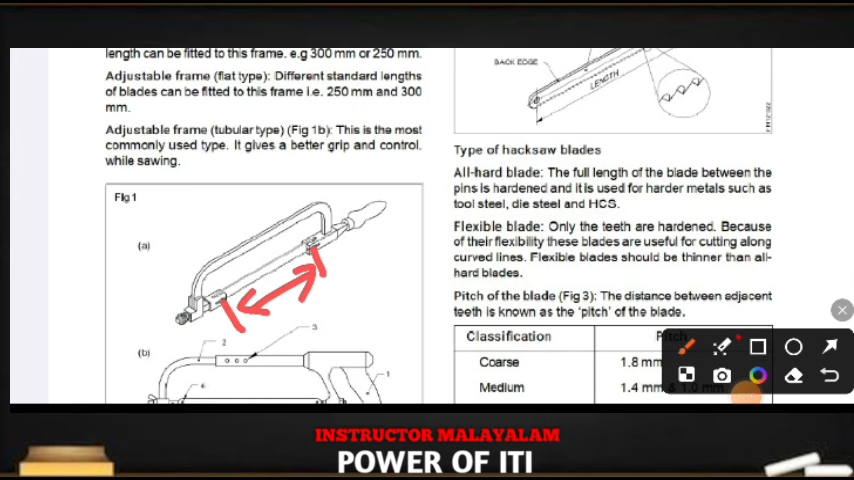 length can be fitted to this frame. e.g 300 mm or 250 mm.
Adjustable frame (flat type): Different standard lengths
of blades can be fitted to this frame i.e. 250 mm and 300
mm.
Adjustable frame (tubular type) (Fig 1b): This is the most
commonly used type. It gives a better grip and control,
while sawing.
Fig 1
(a)
(b)
2
3
1
4
BACK EDGE
LENGTH
Type of hacksaw blades
All-hard blade: The full length of the blade between the
pins is hardened and it is used for harder metals such as
tool steel, die steel and HCS.
Flexible blade: Only the teeth are hardened. Because
of their flexibility these blades are useful for cutting along
curved lines. Flexible blades should be thinner than all-
hard blades.
Pitch of the blade (Fig 3): The distance between adjacent
teeth is known as the 'pitch' of the blade.
Classification
Coarse 1.8 mm
Medium 1.4 mm & 1.0 mm
INSTRUCTOR MALAYALAM
POWER OF ITI